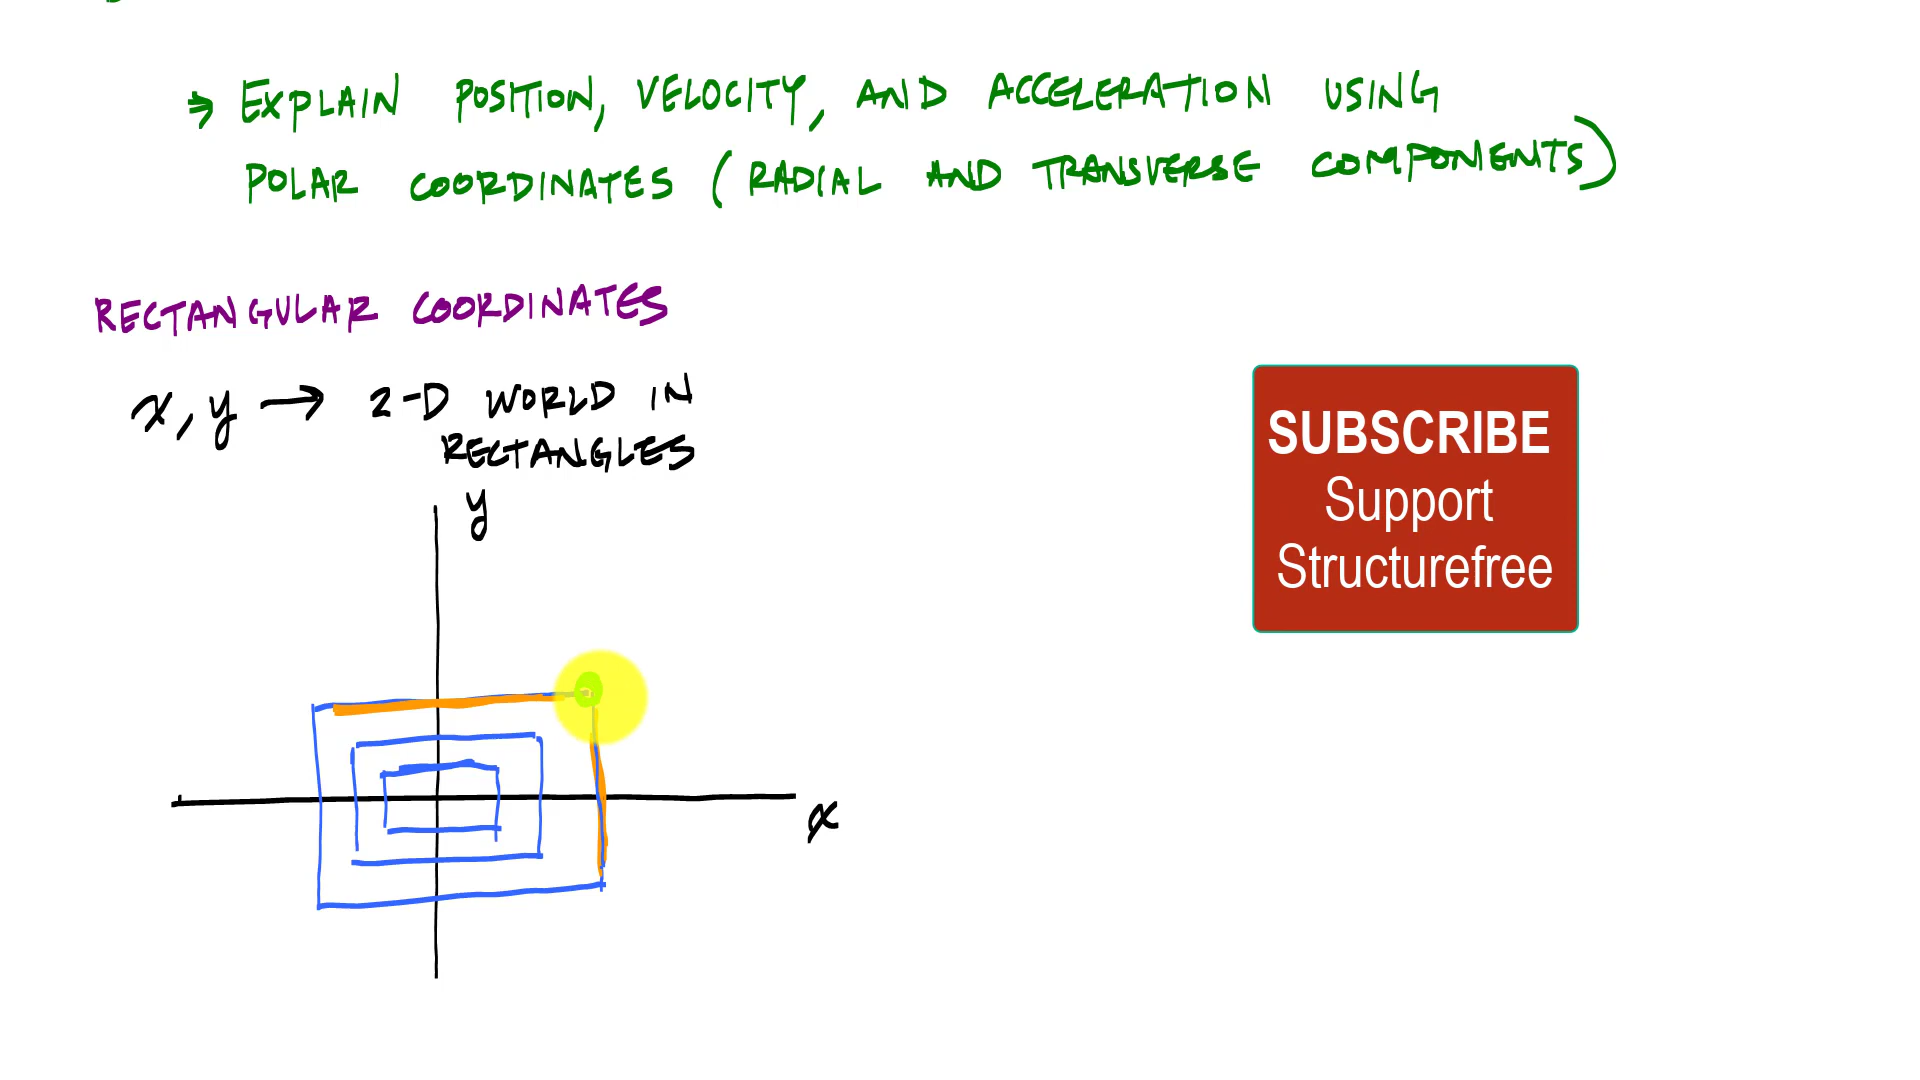 ⇒ EXPLAIN POSITION, VELOCITY, AND ACCELERATION USING
POLAR COORDINATES (RADIAL AND TRANSVERSE COMPONENTS)
RECTANGULAR COORDINATES
x, y → 2-D WORLD IN
RECTANGLES
y
x
SUBSCRIBE
Support
Structurefree